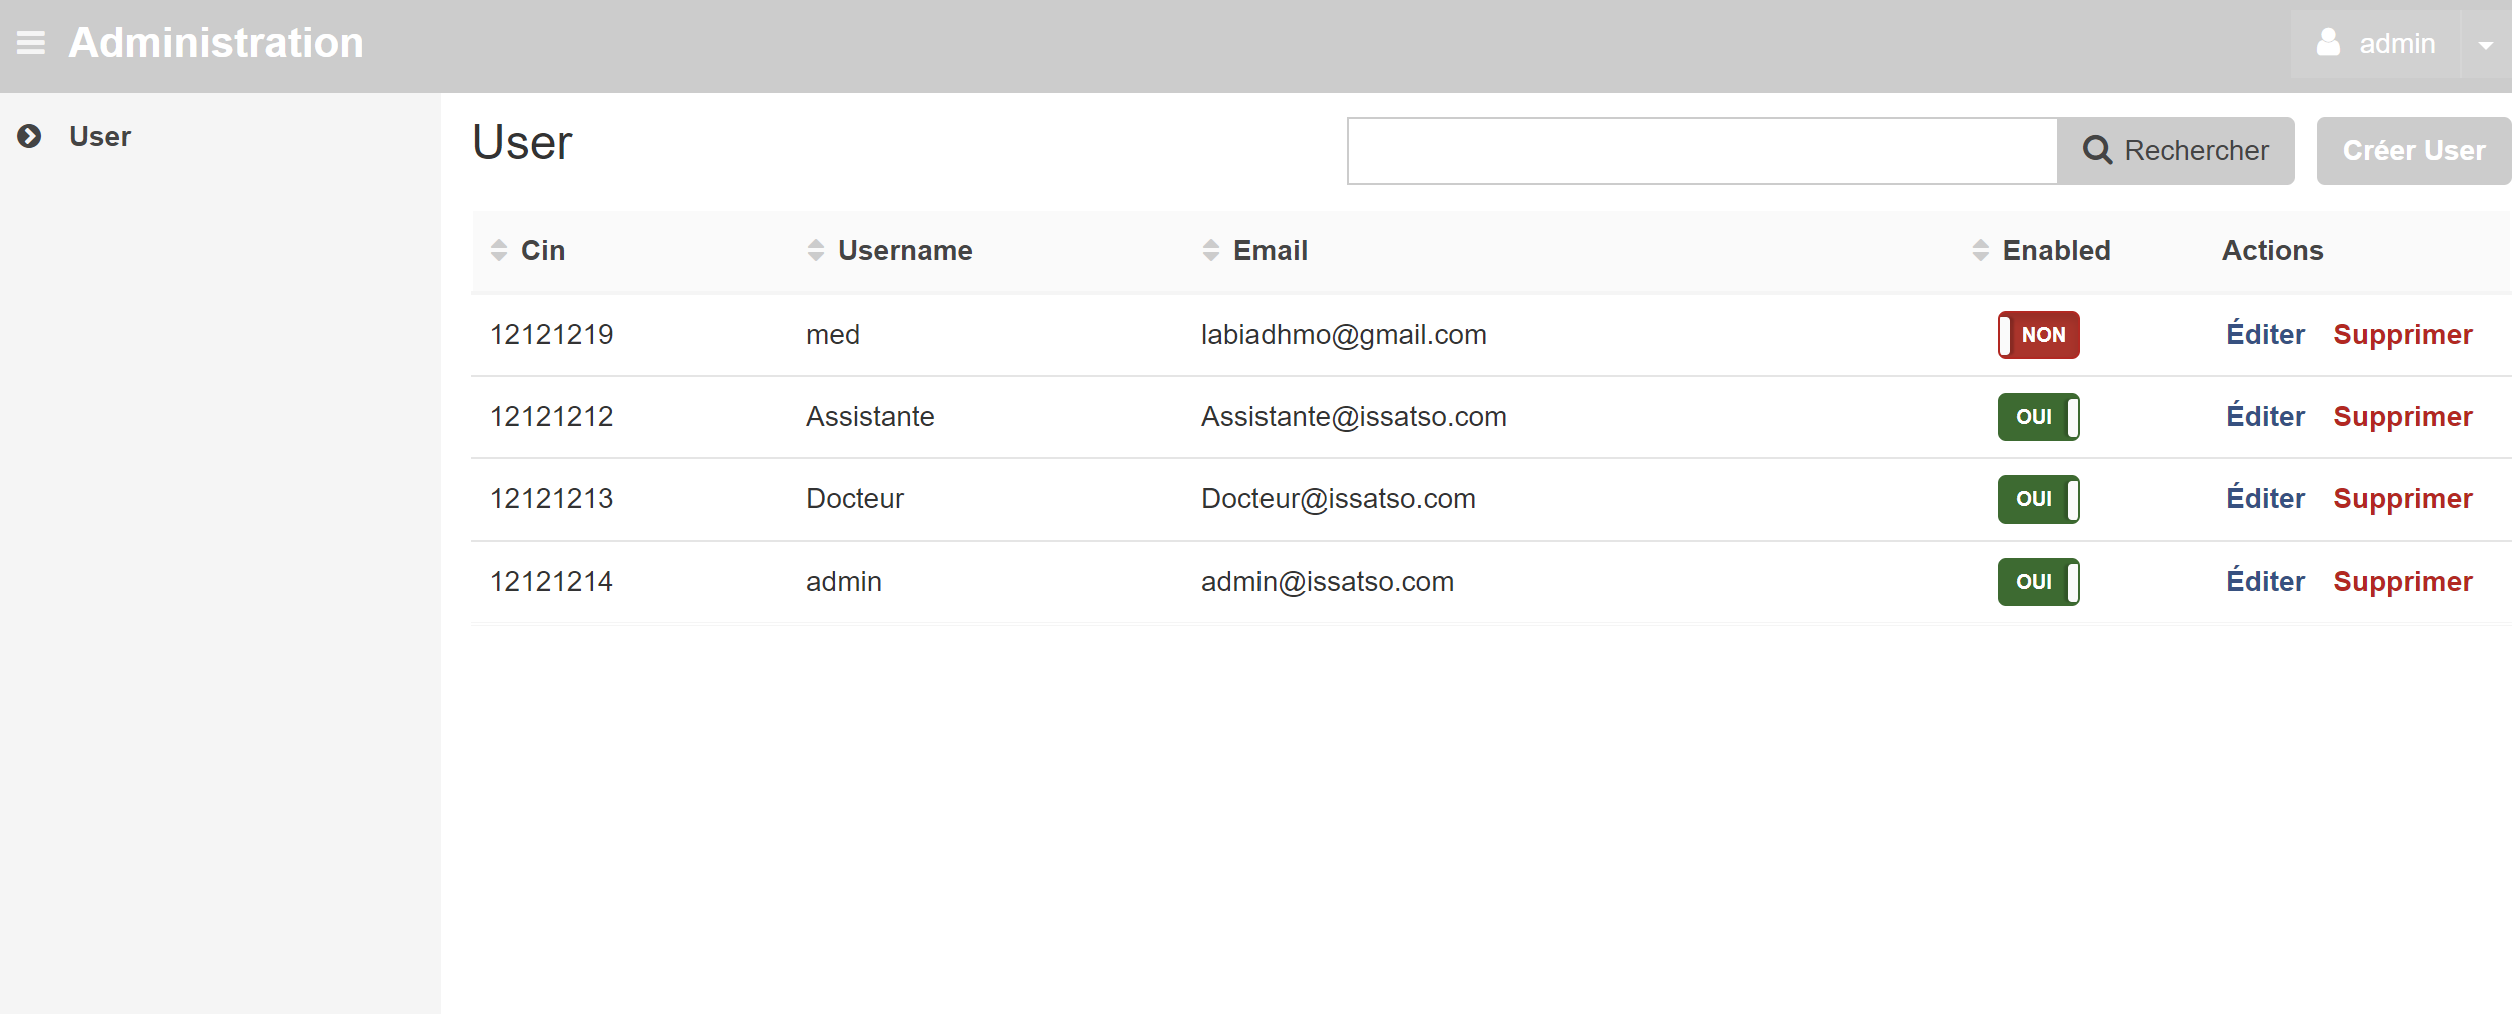 Administration admin
User
User Rechercher Créer User
Cin Username Email Enabled Actions
12121219 med labiadhmo@gmail.com NON Éditer Supprimer
12121212 Assistante Assistante@issatso.com OUI Éditer Supprimer
12121213 Docteur Docteur@issatso.com OUI Éditer Supprimer
12121214 admin admin@issatso.com OUI Éditer Supprimer